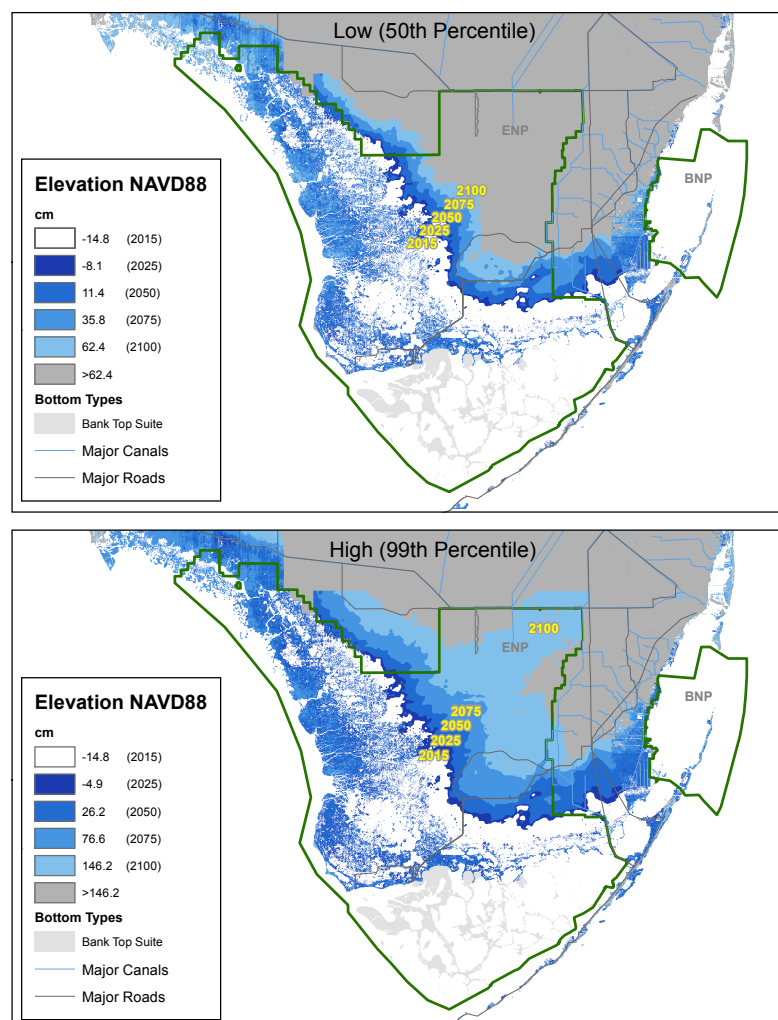 Low (50th Percentile)
ENP
BNP
2100
2075
2050
2025
2015
Elevation NAVD88
cm
-14.8 (2015)
-8.1 (2025)
11.4 (2050)
35.8 (2075)
62.4 (2100)
>62.4
Bottom Types
Bank Top Suite
Major Canals
Major Roads
High (99th Percentile)
2100
ENP
BNP
2075
2050
2025
2015
Elevation NAVD88
cm
-14.8 (2015)
-4.9 (2025)
26.2 (2050)
76.6 (2075)
146.2 (2100)
>146.2
Bottom Types
Bank Top Suite
Major Canals
Major Roads